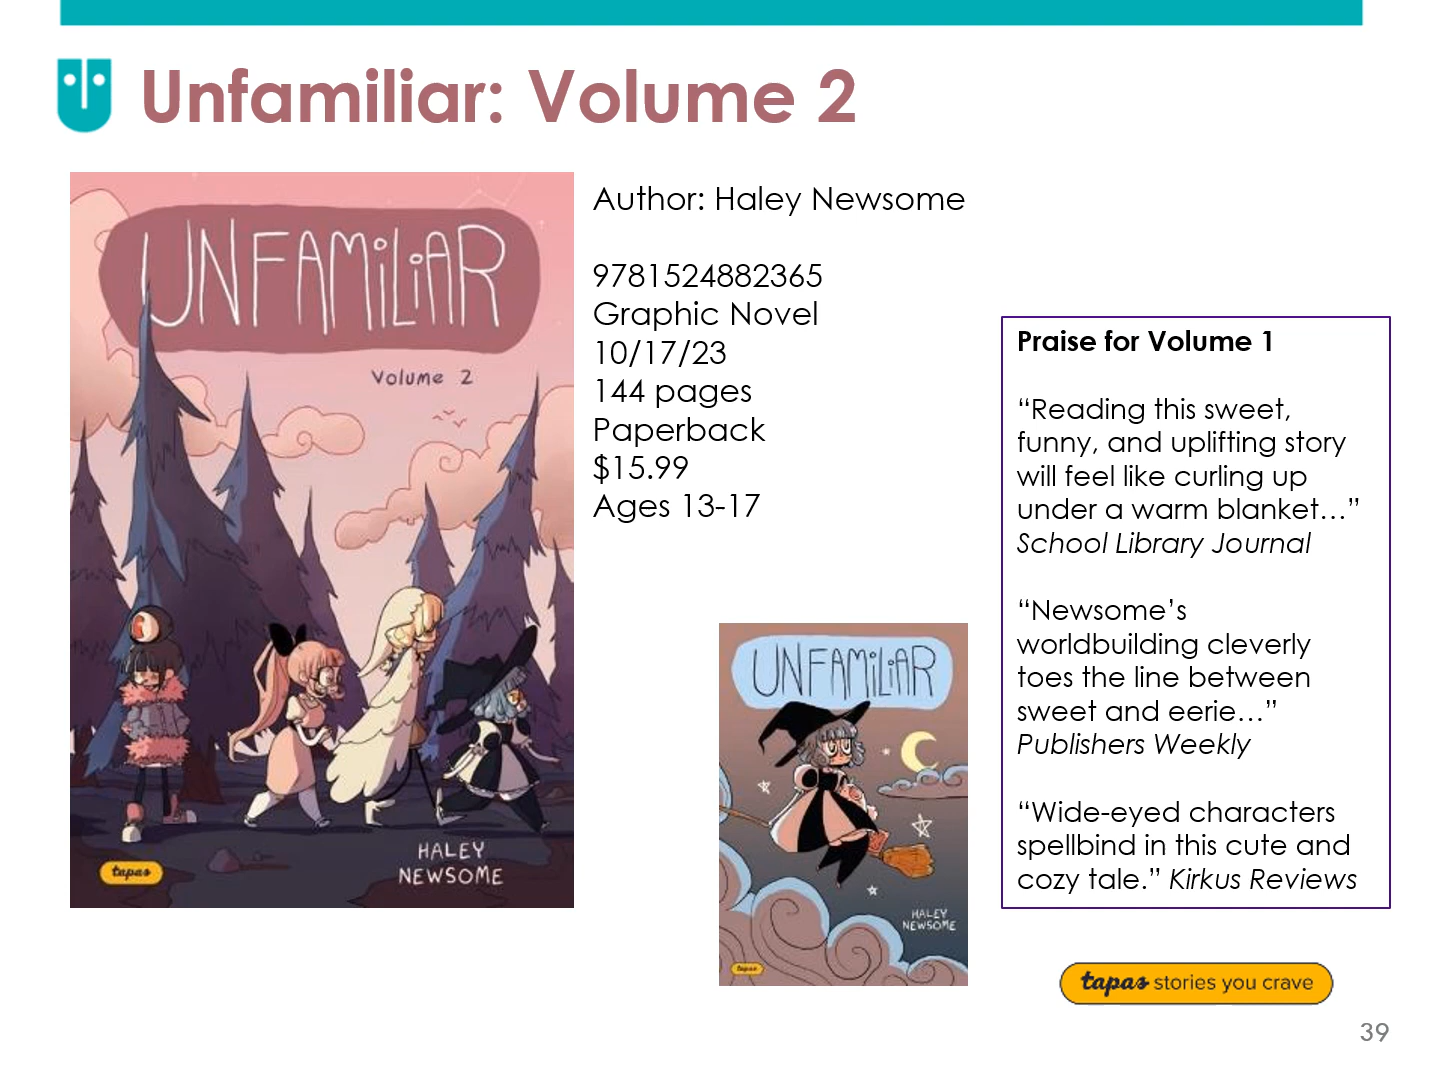 Unfamiliar: Volume 2
UNFAMiLiAR
Volume 2
HALEY
NEWSOME
tapas
Author: Haley Newsome
9781524882365
Graphic Novel
10/17/23
144 pages
Paperback
$15.99
Ages 13-17
UNFAMiLiAR
HALEY
NEWSOME
tapas
Praise for Volume 1
“Reading this sweet,
funny, and uplifting story
will feel like curling up
under a warm blanket…”
School Library Journal
“Newsome’s
worldbuilding cleverly
toes the line between
sweet and eerie…”
Publishers Weekly
“Wide-eyed characters
spellbind in this cute and
cozy tale.” Kirkus Reviews
tapas stories you crave
39